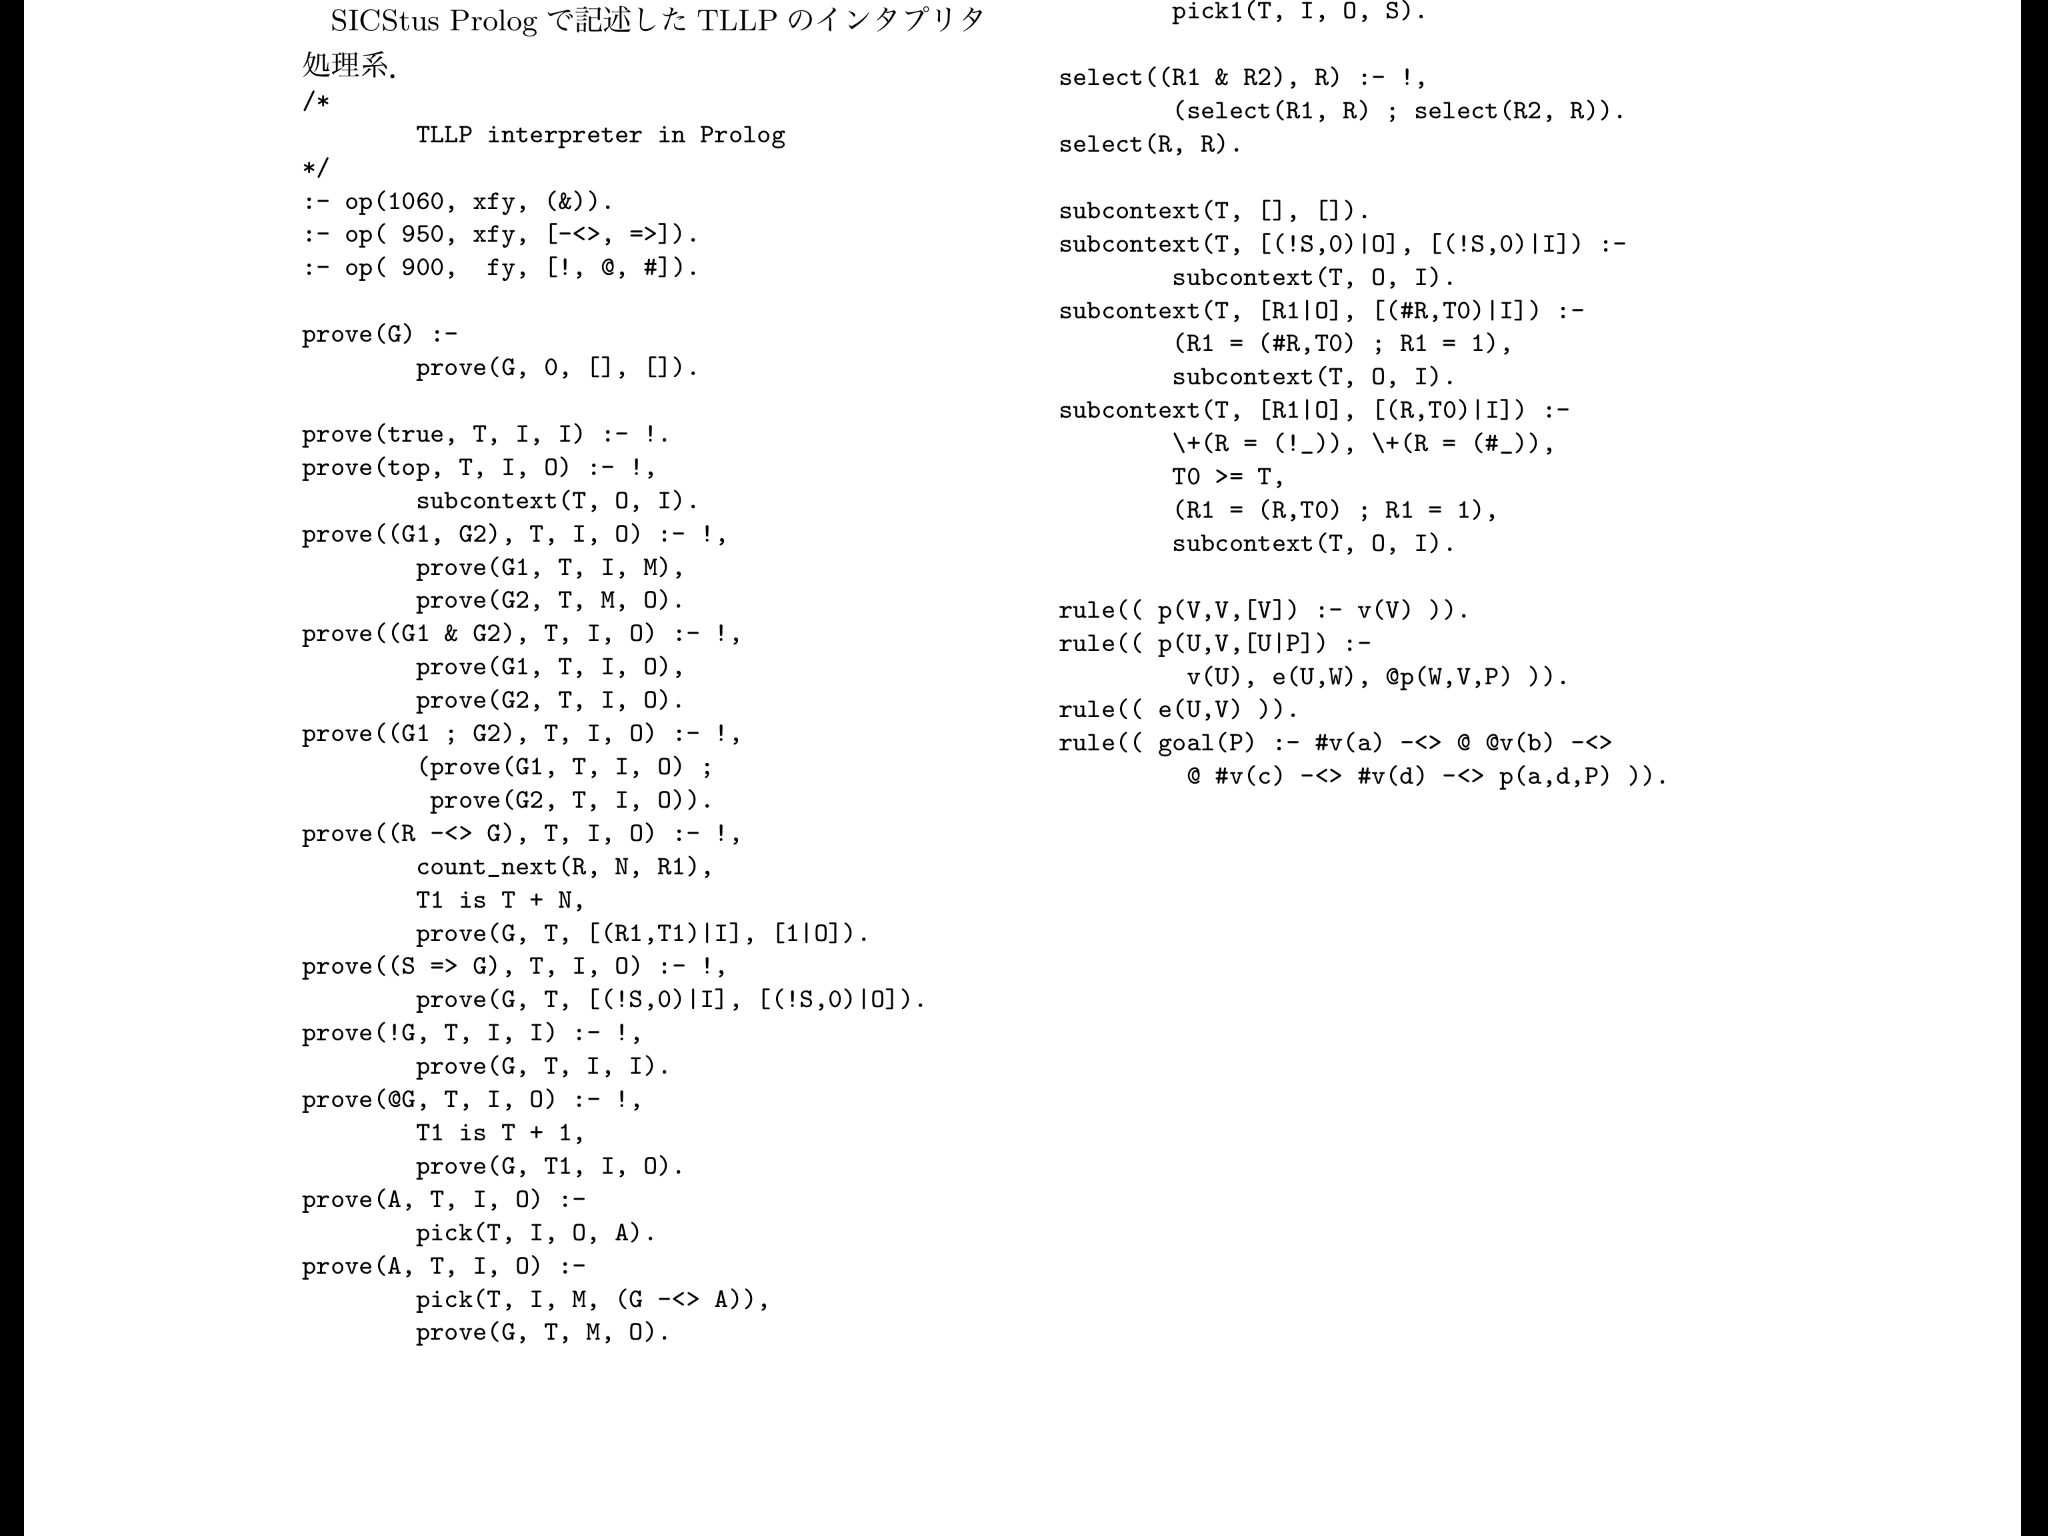 SICStus Prolog で記述した TLLP のインタプリタ
処理系．
/*
        TLLP interpreter in Prolog
*/
:- op(1060, xfy, (&)).
:- op( 950, xfy, [-<>, =>]).
:- op( 900,  fy, [!, @, #]).

prove(G) :-
        prove(G, 0, [], []).

prove(true, T, I, I) :- !.
prove(top, T, I, O) :- !,
        subcontext(T, O, I).
prove((G1, G2), T, I, O) :- !,
        prove(G1, T, I, M),
        prove(G2, T, M, O).
prove((G1 & G2), T, I, O) :- !,
        prove(G1, T, I, O),
        prove(G2, T, I, O).
prove((G1 ; G2), T, I, O) :- !,
        (prove(G1, T, I, O) ;
         prove(G2, T, I, O)).
prove((R -<> G), T, I, O) :- !,
        count_next(R, N, R1),
        T1 is T + N,
        prove(G, T, [(R1,T1)|I], [1|O]).
prove((S => G), T, I, O) :- !,
        prove(G, T, [(!S,0)|I], [(!S,0)|O]).
prove(!G, T, I, I) :- !,
        prove(G, T, I, I).
prove(@G, T, I, O) :- !,
        T1 is T + 1,
        prove(G, T1, I, O).
prove(A, T, I, O) :-
        pick(T, I, O, A).
prove(A, T, I, O) :-
        pick(T, I, M, (G -<> A)),
        prove(G, T, M, O).
        pick1(T, I, O, S).

select((R1 & R2), R) :- !,
        (select(R1, R) ; select(R2, R)).
select(R, R).

subcontext(T, [], []).
subcontext(T, [(!S,0)|O], [(!S,0)|I]) :-
        subcontext(T, O, I).
subcontext(T, [R1|O], [(#R,T0)|I]) :-
        (R1 = (#R,T0) ; R1 = 1),
        subcontext(T, O, I).
subcontext(T, [R1|O], [(R,T0)|I]) :-
        \+(R = (!_)), \+(R = (#_)),
        T0 >= T,
        (R1 = (R,T0) ; R1 = 1),
        subcontext(T, O, I).

rule(( p(V,V,[V]) :- v(V) )).
rule(( p(U,V,[U|P]) :-
         v(U), e(U,W), @p(W,V,P) )).
rule(( e(U,V) )).
rule(( goal(P) :- #v(a) -<> @ @v(b) -<>
         @ #v(c) -<> #v(d) -<> p(a,d,P) )).